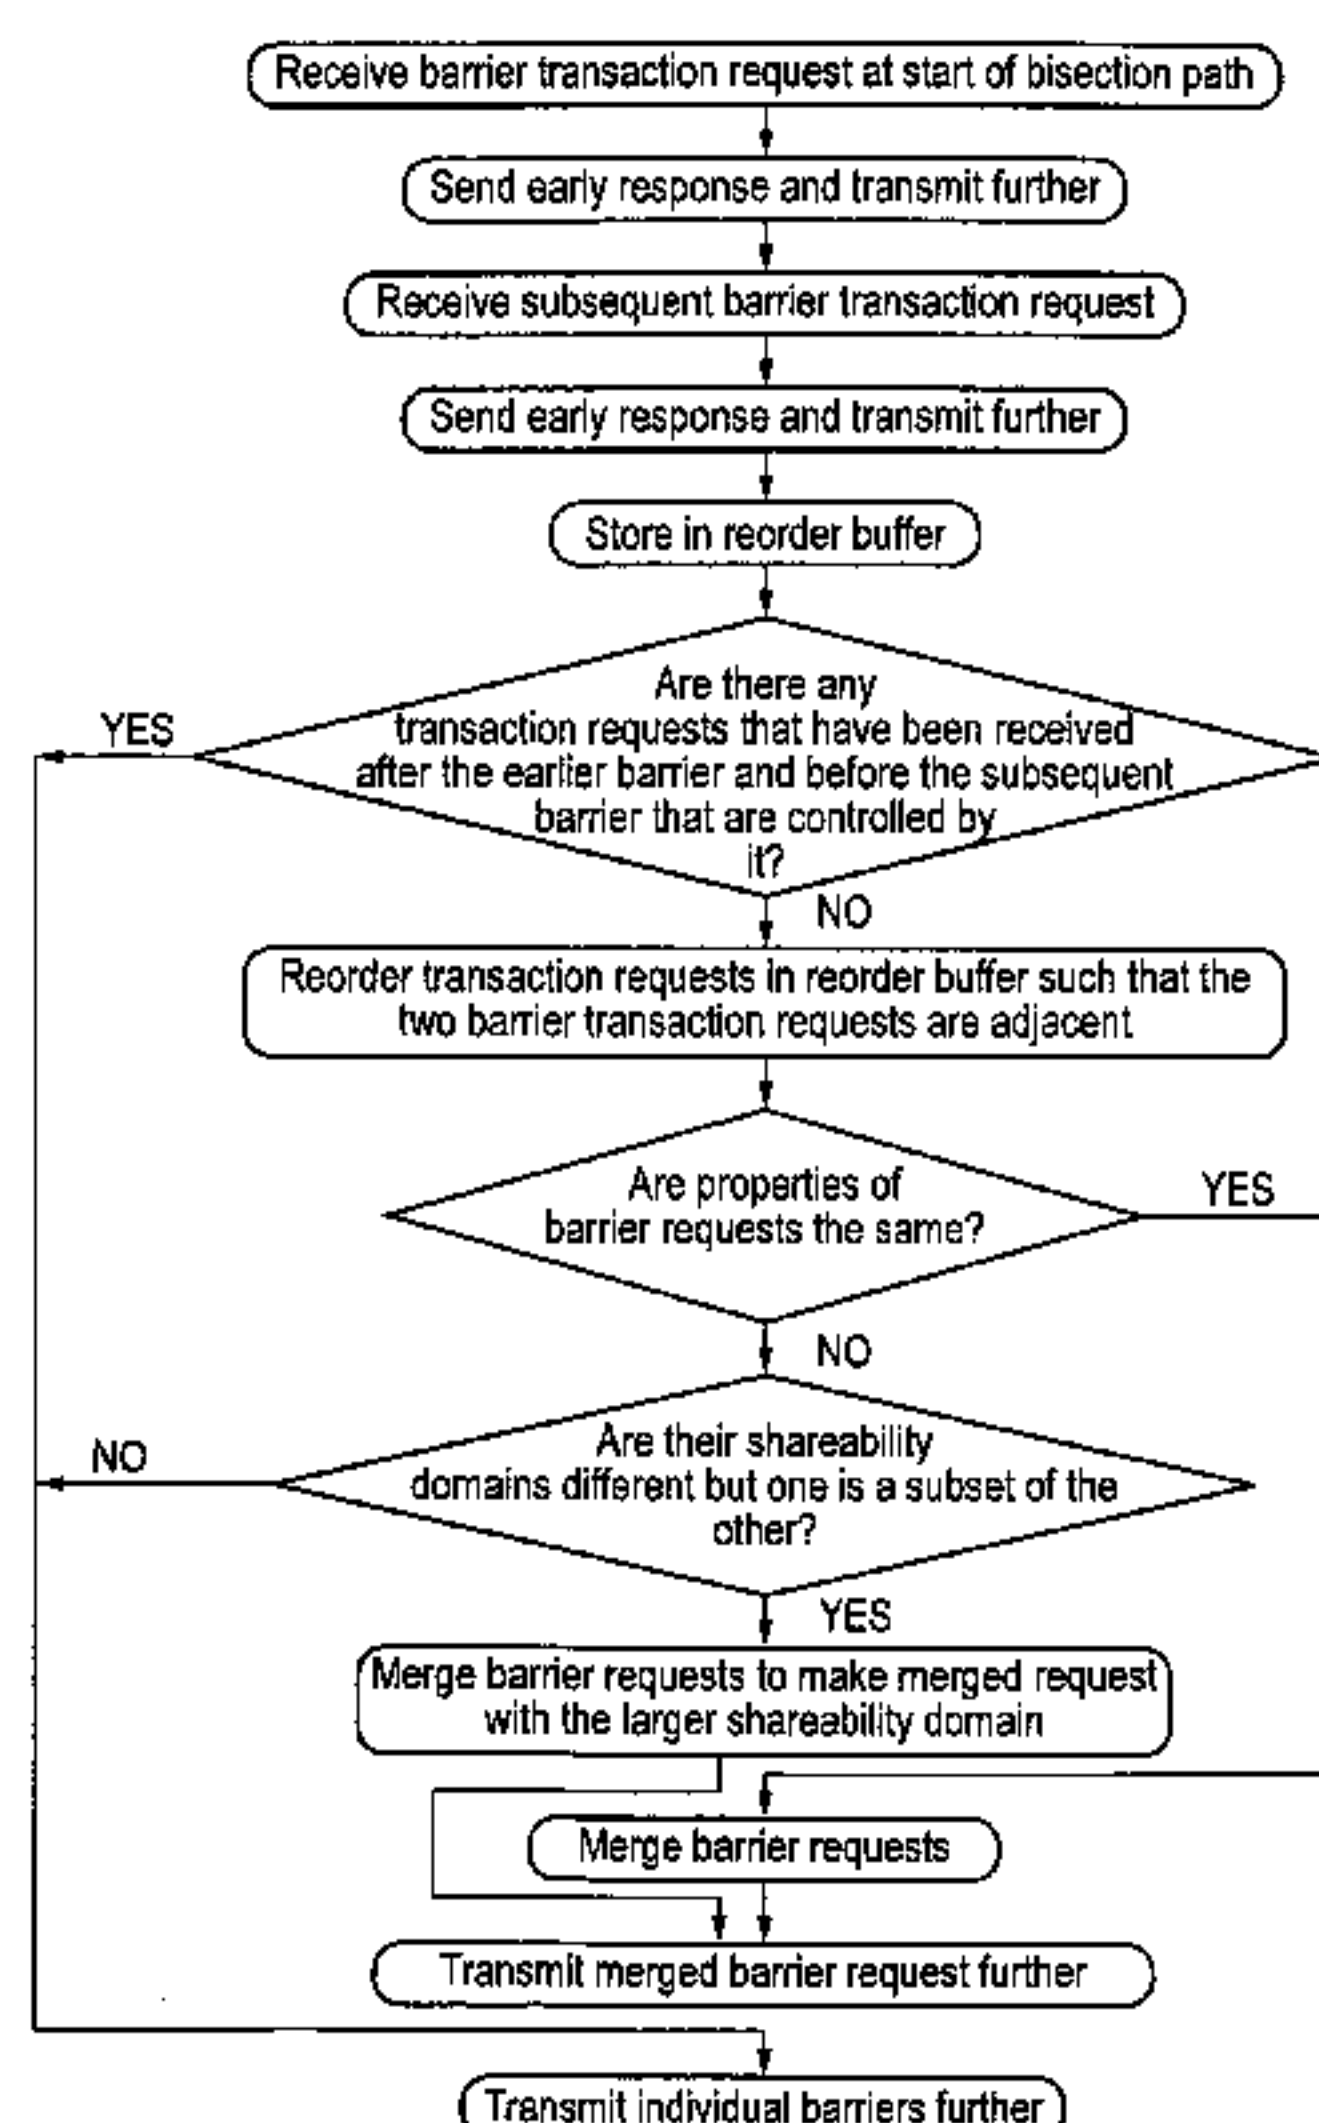 Receive barrier transaction request at start of bisection path
Send early response and transmit further
Receive subsequent barrier transaction request
Send early response and transmit further
Store in reorder buffer
Are there any
transaction requests that have been received
after the earlier barrier and before the subsequent
barrier that are controlled by
it?
YES
NO
Reorder transaction requests in reorder buffer such that the
two barrier transaction requests are adjacent
Are properties of
barrier requests the same?
YES
NO
Are their shareability
domains different but one is a subset of the
other?
NO
YES
Merge barrier requests to make merged request
with the larger shareability domain
Merge barrier requests
Transmit merged barrier request further
Transmit individual barriers further